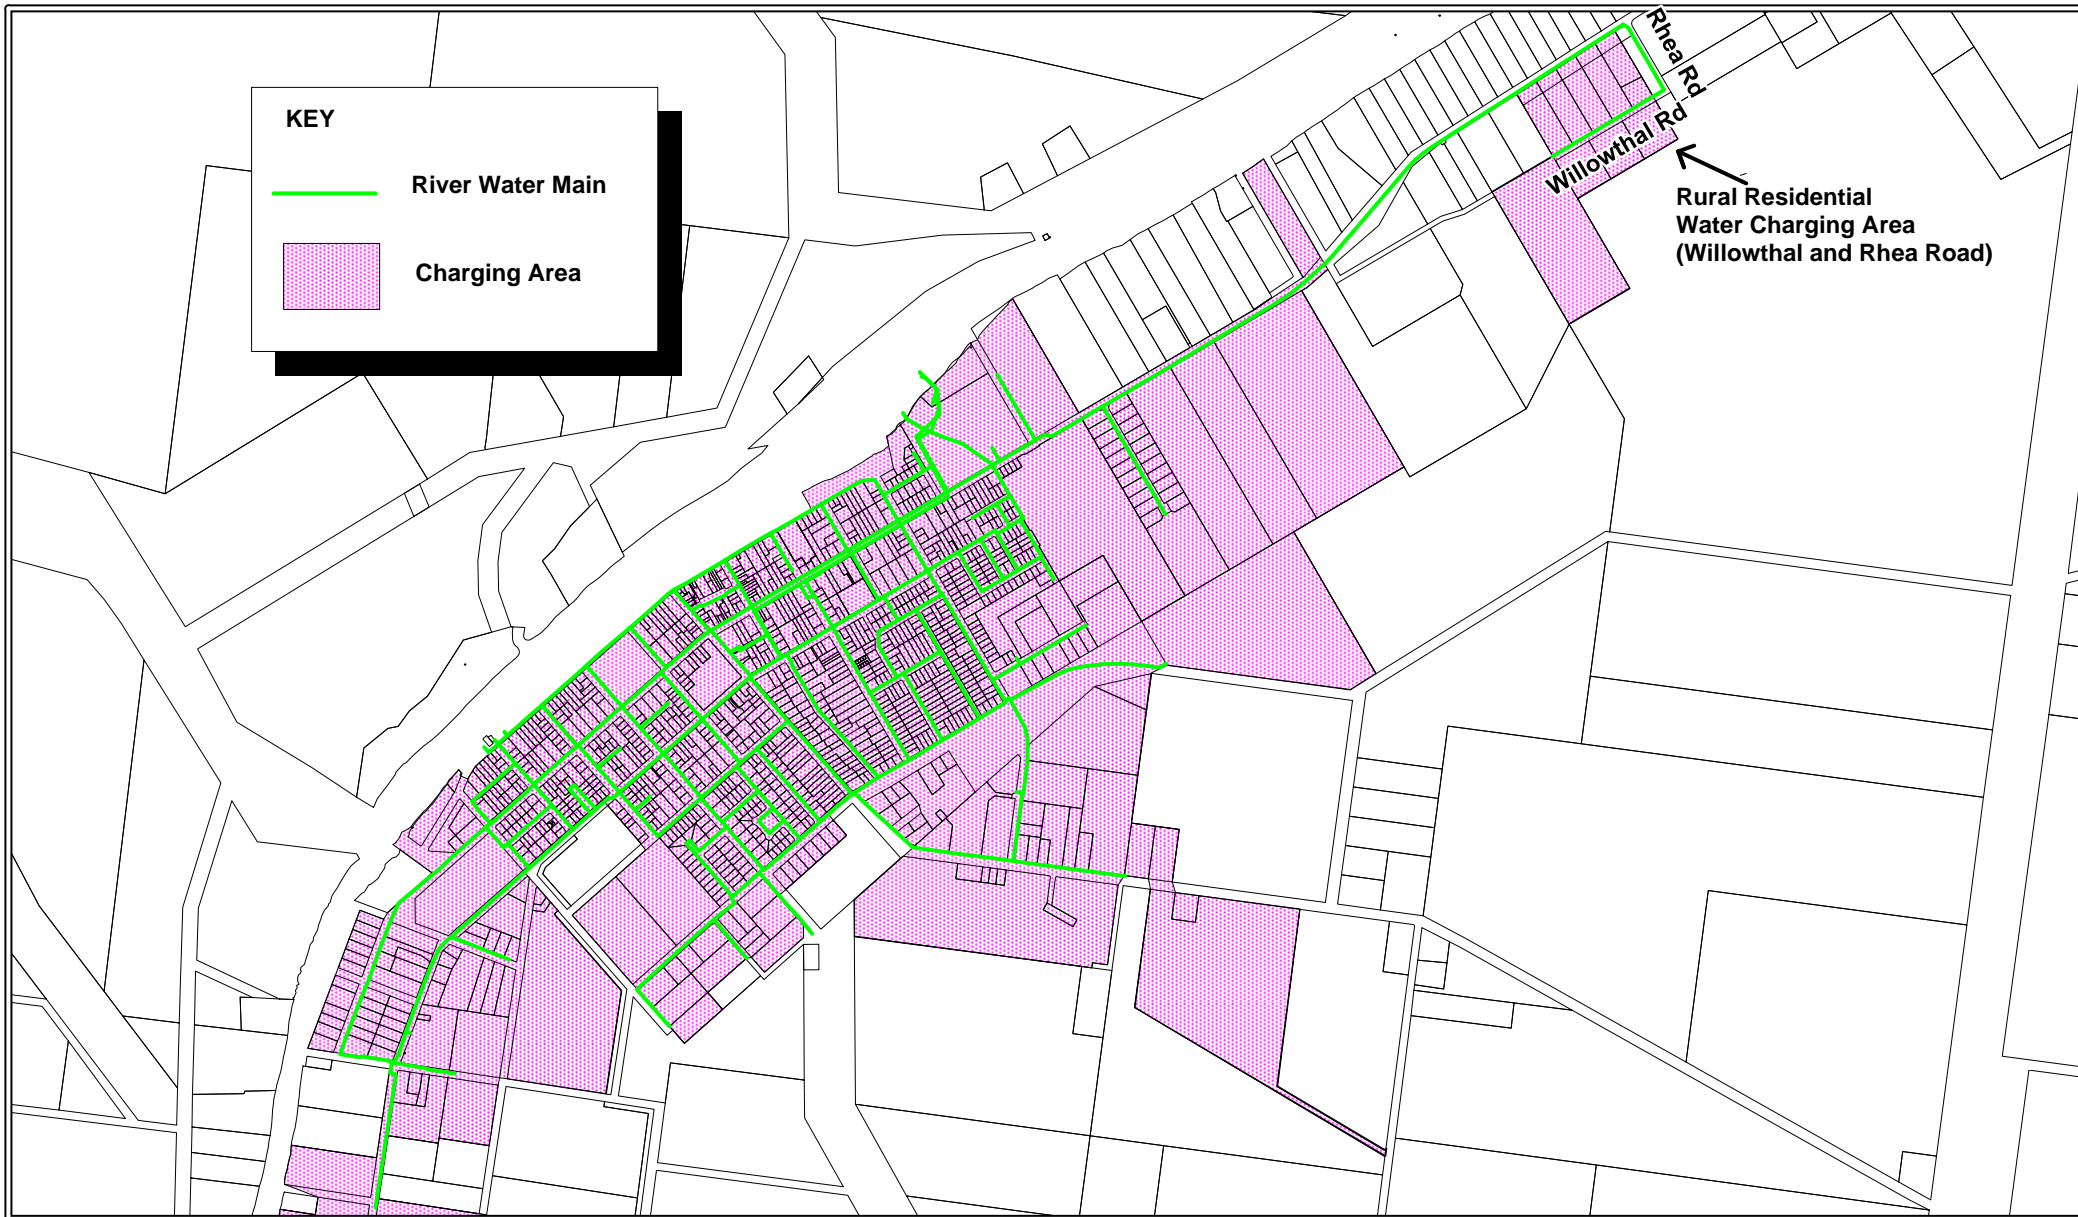 KEY
River Water Main
Charging Area
Rhea Rd
Willowthal Rd
Rural Residential
Water Charging Area
(Willowthal and Rhea Road)